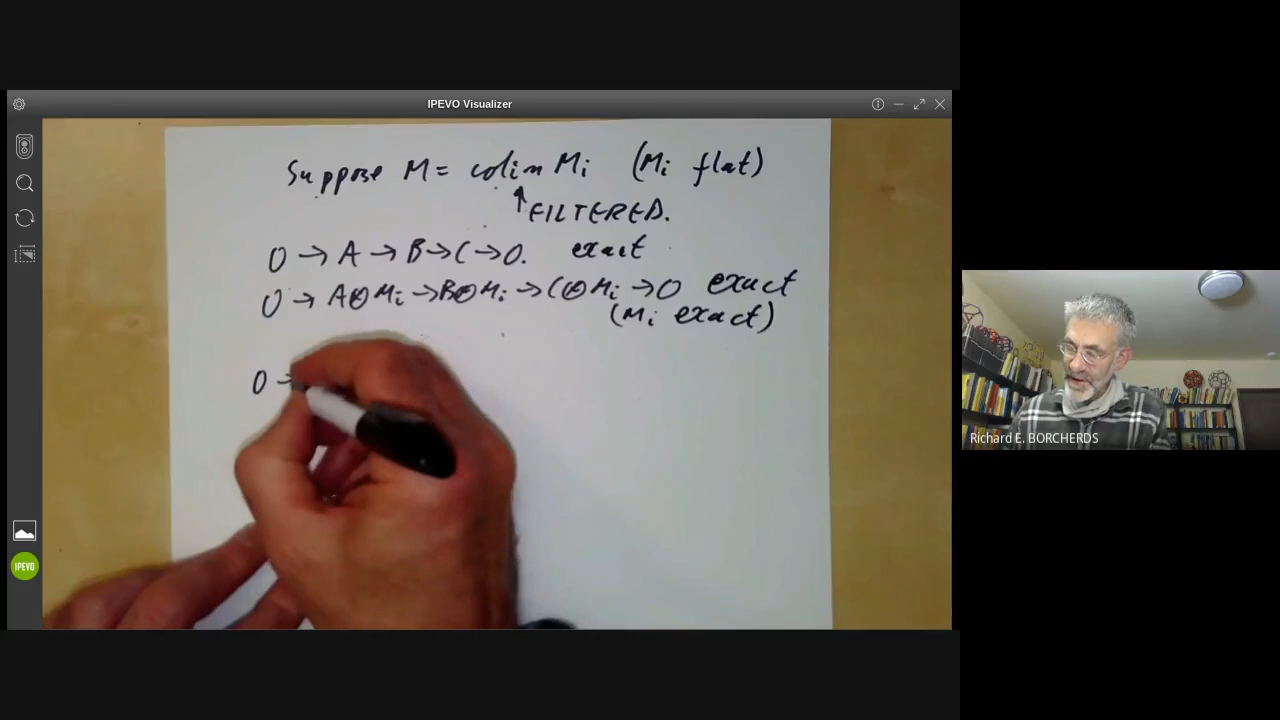 IPEVO Visualizer
Suppose M = colim Mi (Mi flat)
↑ FILTERED.
0 → A → B → C → 0. exact
0 → A⊗Mi → B⊗Mi → C⊗Mi → 0 exact
(Mi exact)
0 →
Richard E. BORCHERDS
IPEVO